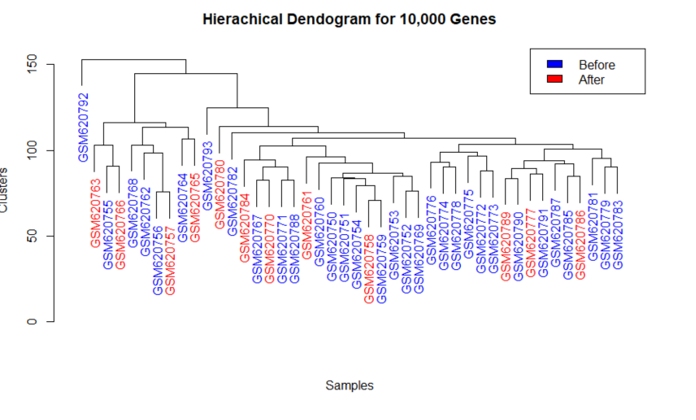 Hierachical Dendogram for 10,000 Genes
Before
After
150
100
50
0
Clusters
GSM620792
GSM620763
GSM620755
GSM620766
GSM620768
GSM620762
GSM620756
GSM620757
GSM620764
GSM620765
GSM620793
GSM620780
GSM620782
GSM620784
GSM620767
GSM620770
GSM620771
GSM620789
GSM620761
GSM620760
GSM620750
GSM620751
GSM620754
GSM620758
GSM620759
GSM620753
GSM620752
GSM620769
GSM620776
GSM620774
GSM620778
GSM620775
GSM620772
GSM620773
GSM620789
GSM620790
GSM620777
GSM620791
GSM620787
GSM620785
GSM620786
GSM620781
GSM620779
GSM620783
Samples